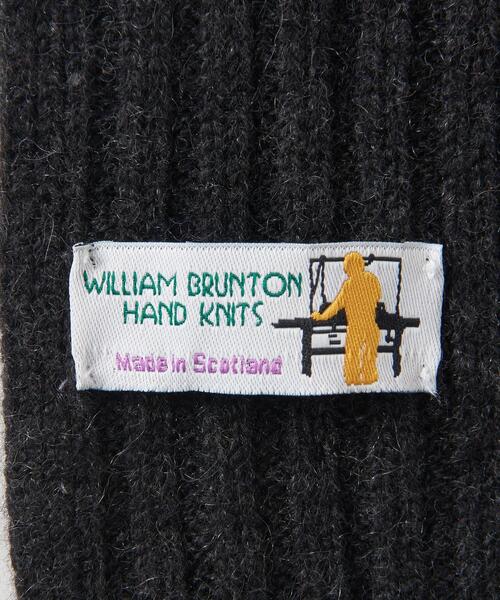 WILLIAM BRUNTON
HAND KNITS
Made in Scotland